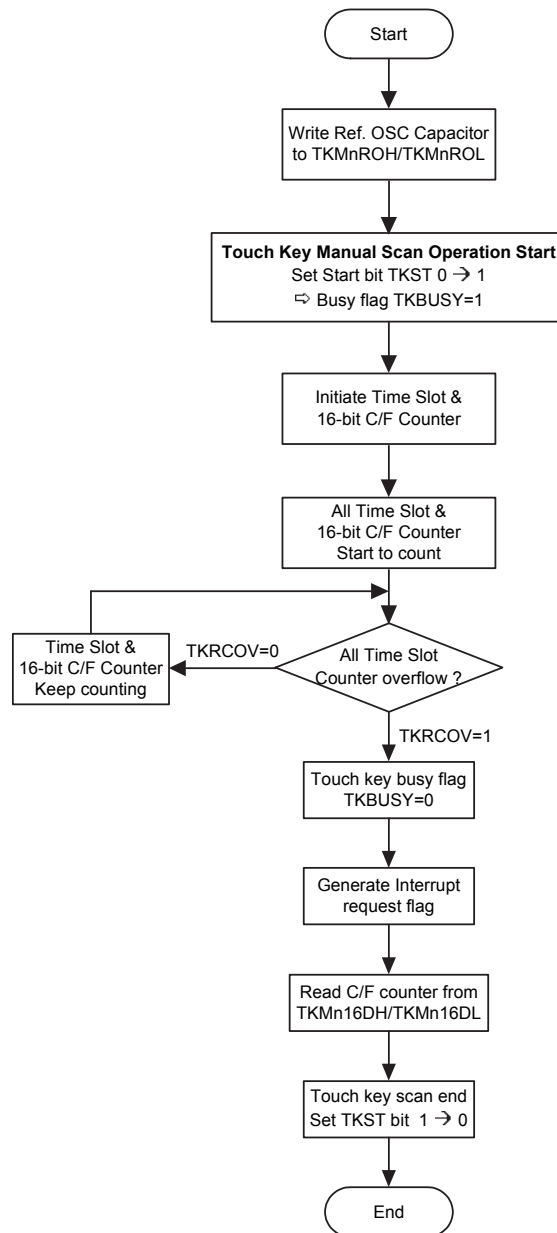 Start
Write Ref. OSC Capacitor
to TKMnROH/TKMnROL
Touch Key Manual Scan Operation Start
Set Start bit TKST 0 → 1
⇨ Busy flag TKBUSY=1
Initiate Time Slot &
16-bit C/F Counter
All Time Slot &
16-bit C/F Counter
Start to count
All Time Slot
Counter overflow ?
TKRCOV=0
Time Slot &
16-bit C/F Counter
Keep counting
TKRCOV=1
Touch key busy flag
TKBUSY=0
Generate Interrupt
request flag
Read C/F counter from
TKMn16DH/TKMn16DL
Touch key scan end
Set TKST bit 1 → 0
End